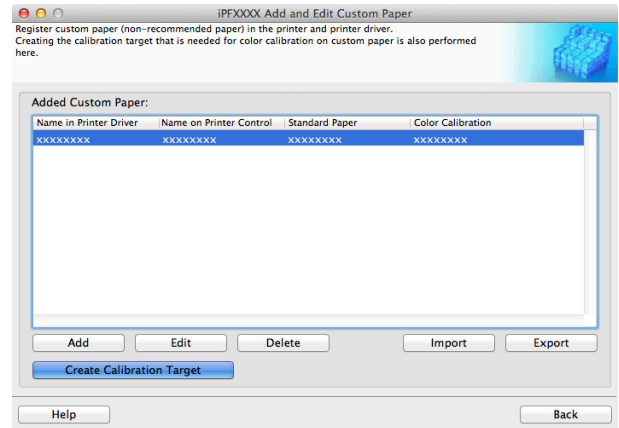 iPFXXXX Add and Edit Custom Paper
Register custom paper (non-recommended paper) in the printer and printer driver.
Creating the calibration target that is needed for color calibration on custom paper is also performed
here.
Added Custom Paper:
Name in Printer Driver Name on Printer Control Standard Paper Color Calibration
xxxxxxxx xxxxxxxx xxxxxxxx xxxxxxxx
Add Edit Delete Import Export
Create Calibration Target
Help Back